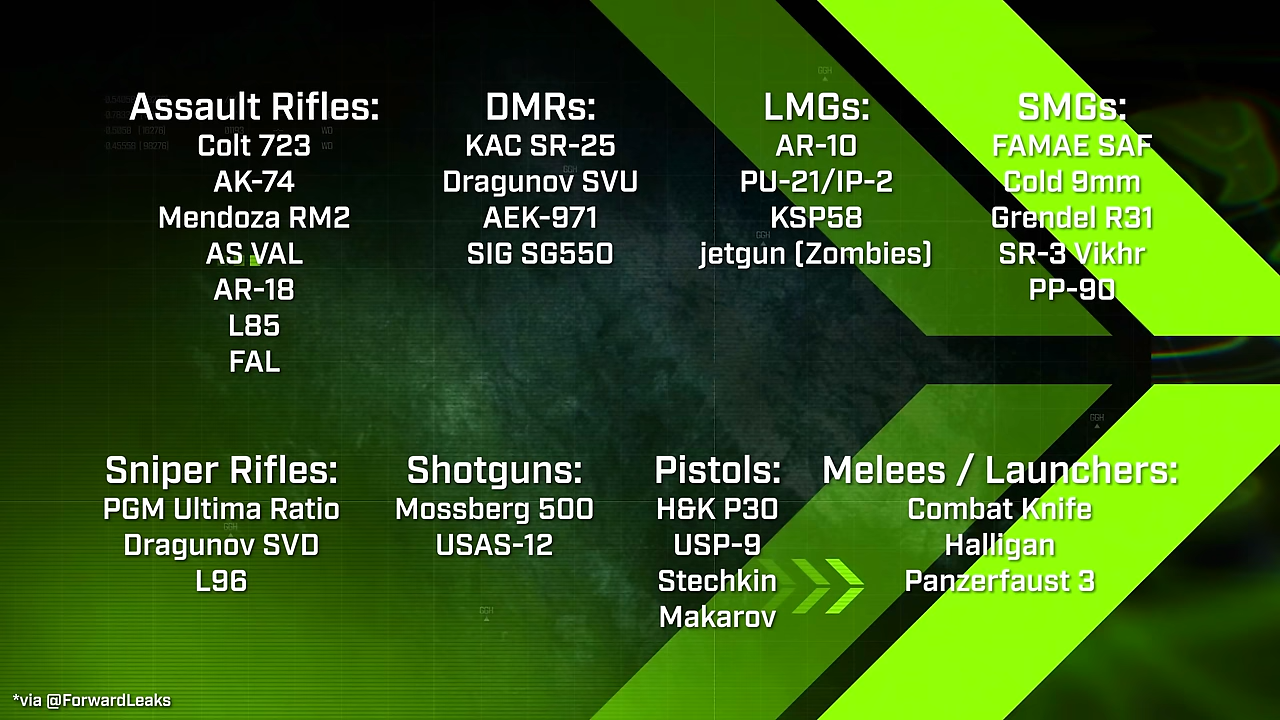 Assault Rifles:
Colt 723
AK-74
Mendoza RM2
AS VAL
AR-18
L85
FAL
DMRs:
KAC SR-25
Dragunov SVU
AEK-971
SIG SG550
LMGs:
AR-10
PU-21/IP-2
KSP58
jetgun (Zombies)
SMGs:
FAMAE SAF
Cold 9mm
Grendel R31
SR-3 Vikhr
PP-90
Sniper Rifles:
PGM Ultima Ratio
Dragunov SVD
L96
Shotguns:
Mossberg 500
USAS-12
Pistols:
H&K P30
USP-9
Stechkin
Makarov
Melees / Launchers:
Combat Knife
Halligan
Panzerfaust 3
*via @ForwardLeaks